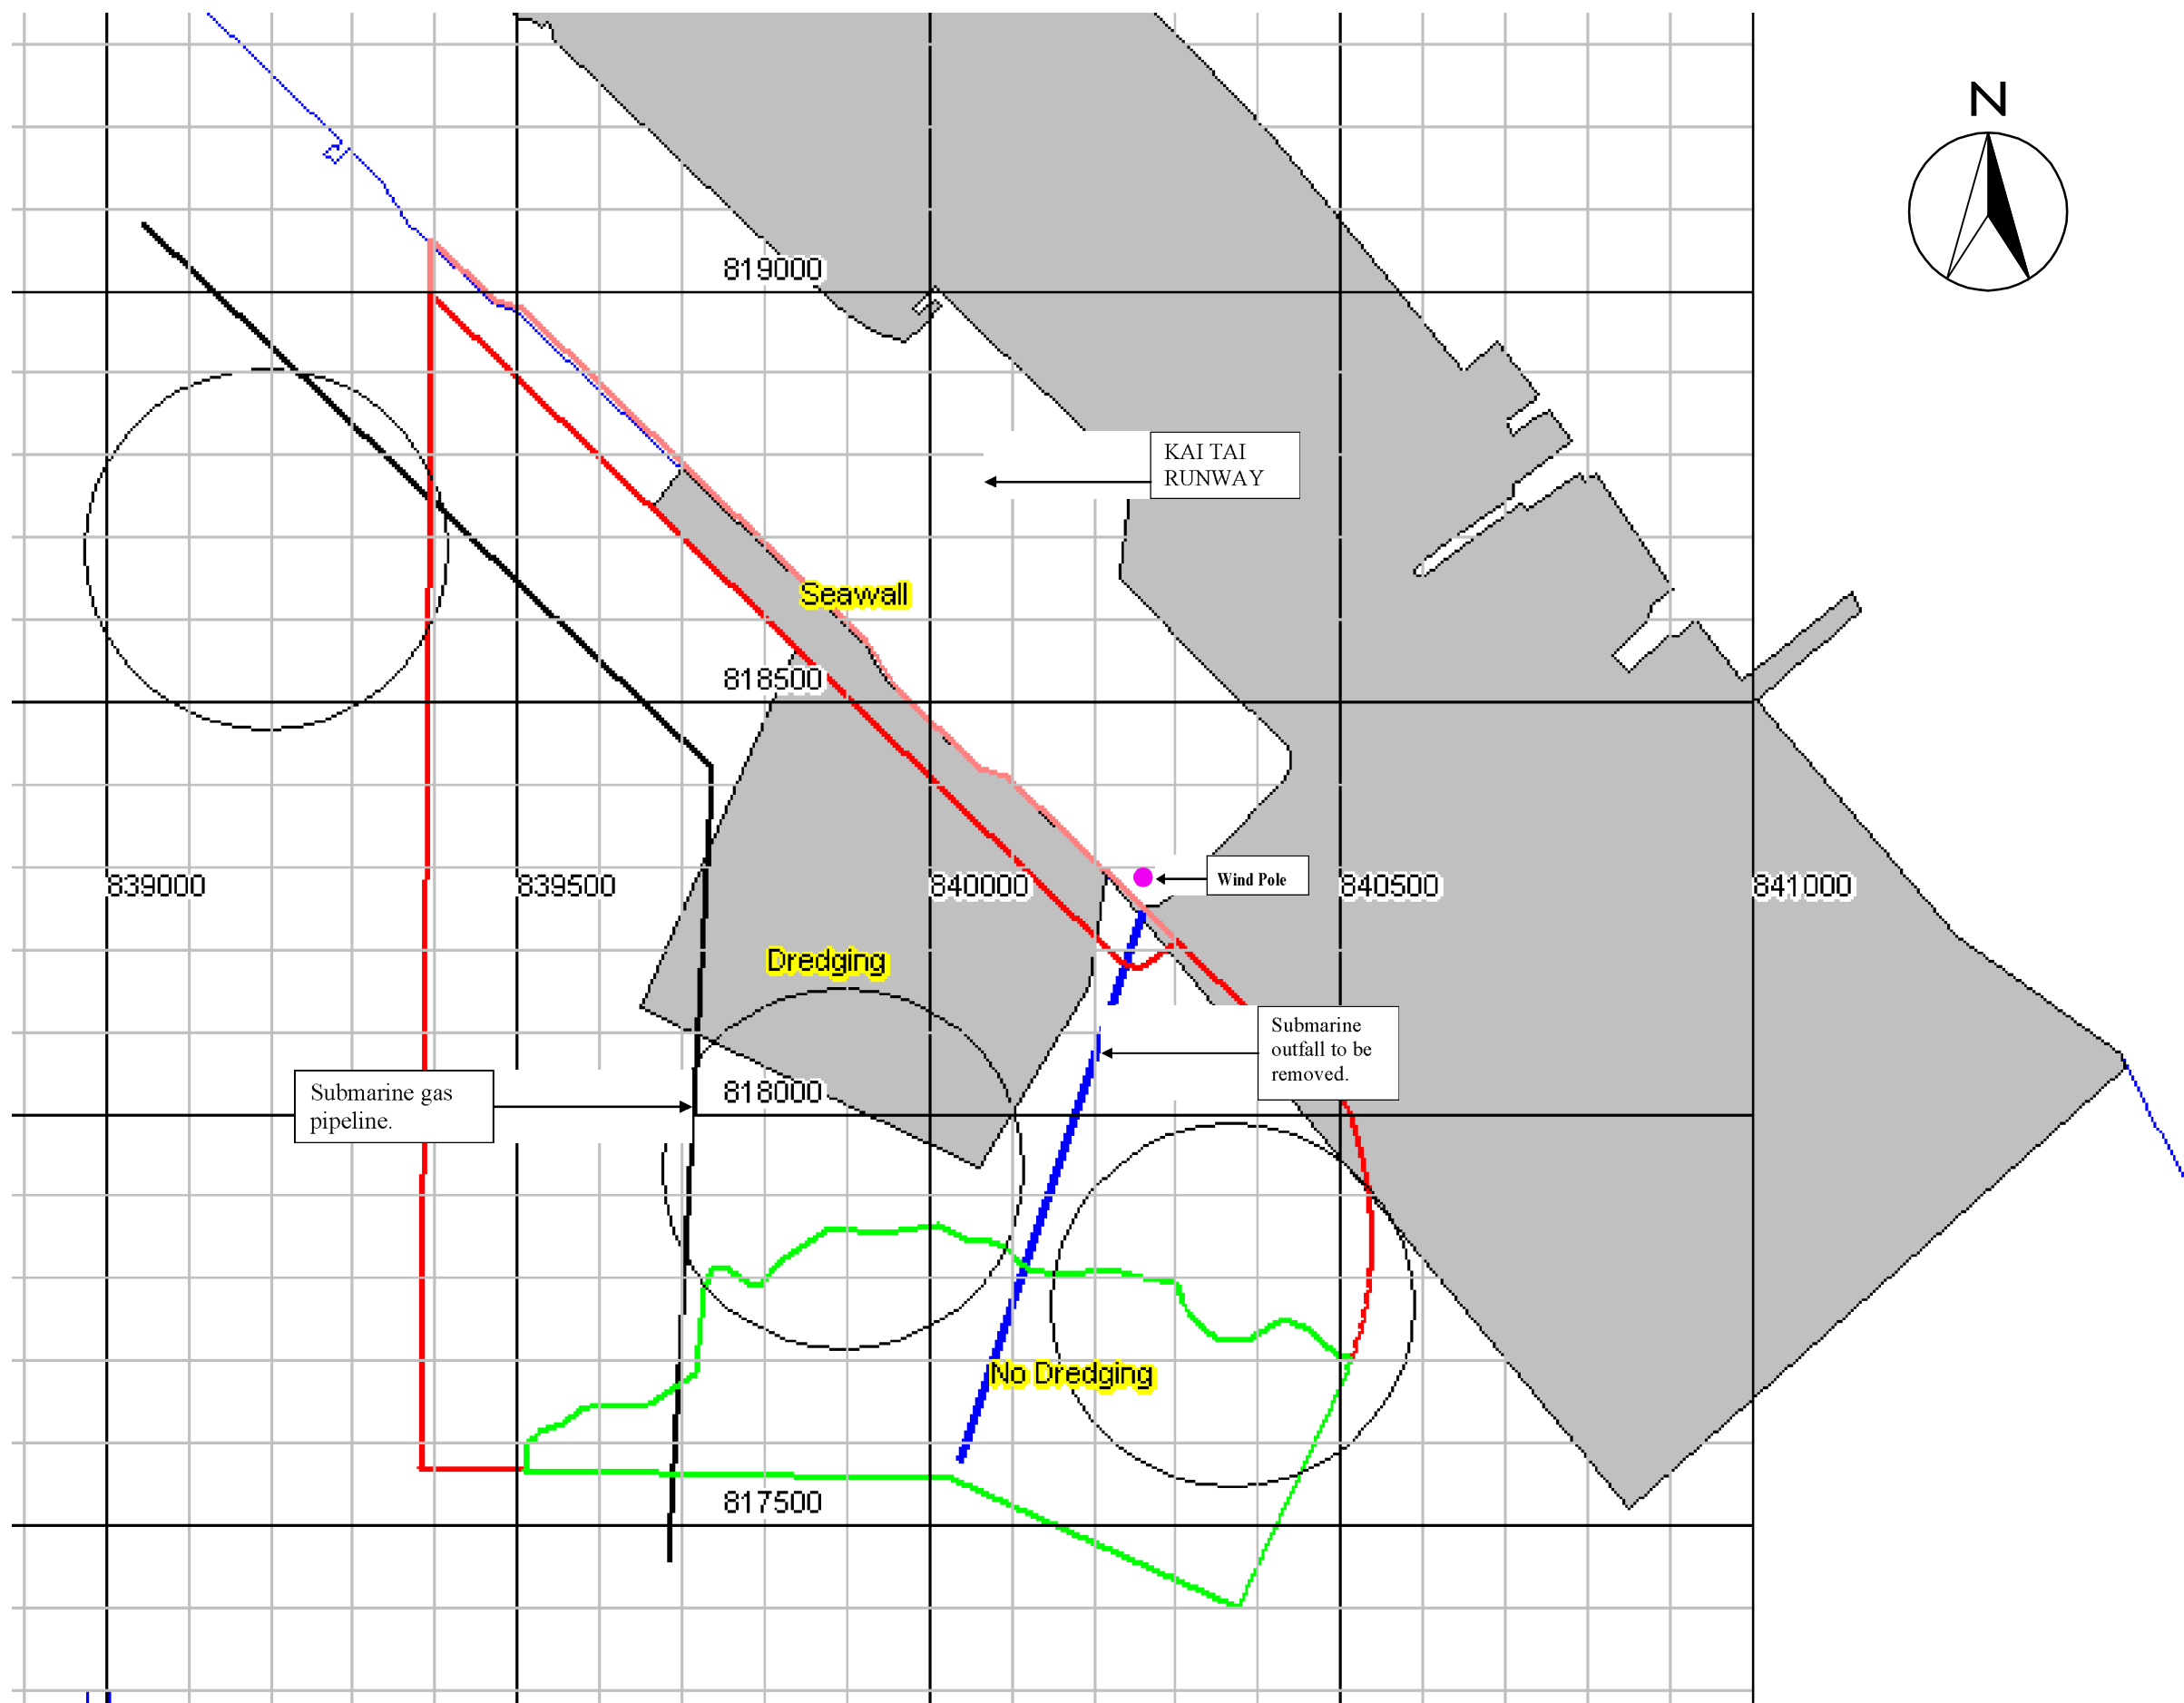 N
819000
KAI TAI
RUNWAY
Seawall
818500
839000
839500
840000
Wind Pole
840500
841000
Dredging
Submarine
outfall to be
removed.
Submarine gas
pipeline.
818000
No Dredging
817500